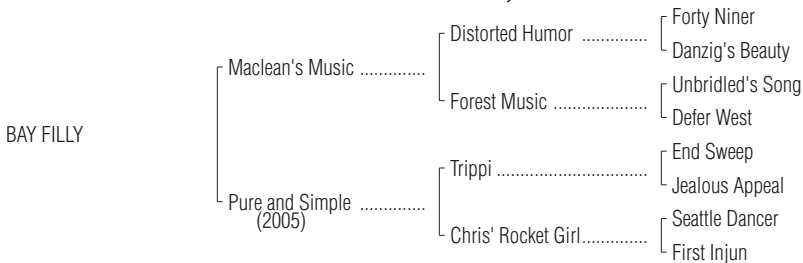 Forty Niner
Distorted Humor ..............
Danzig's Beauty
Maclean's Music ..............
Unbridled's Song
Forest Music ....................
Defer West
BAY FILLY
End Sweep
Trippi ................................
Jealous Appeal
Pure and Simple ..............
(2005)
Seattle Dancer
Chris' Rocket Girl..............
First Injun